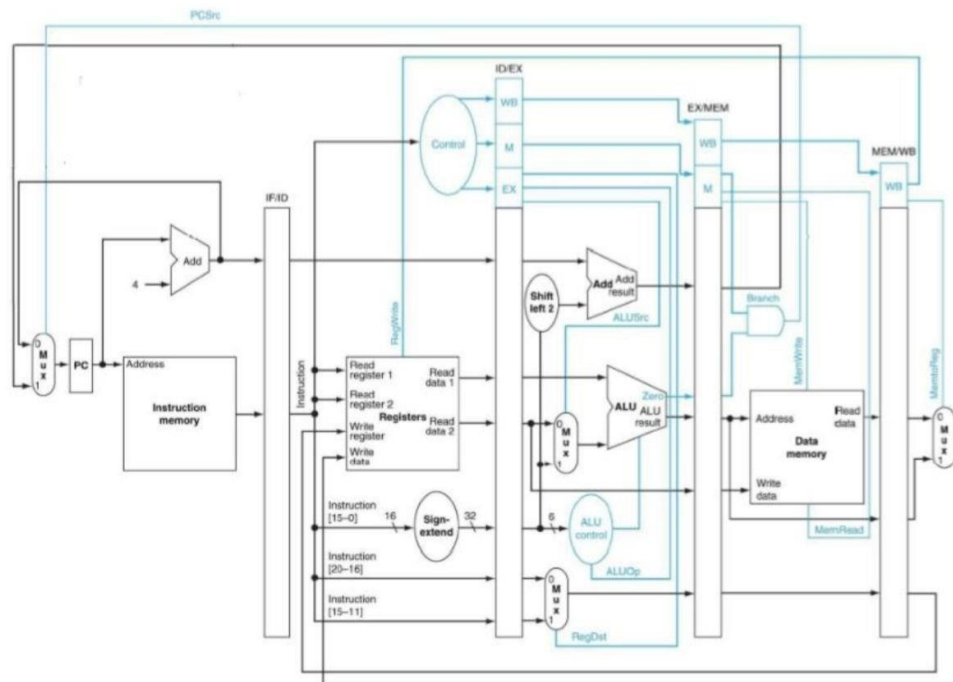 PCSrc
ID/EX
WB
EX/MEM
Control
M
WB
MEM/WB
EX
M
WB
IF/ID
Add
4
Shift
left 2
Add
Add
result
ALUSrc
Branch
RegWrite
MemWrite
MemtoReg
0
M
u
x
1
PC
Address
Instruction
memory
Instruction
Read
register 1
Read
register 2
Write
register
Write
data
Registers
Read
data 1
Read
data 2
0
M
u
x
1
Zero
ALU
ALU
result
Address
Read
data
Data
memory
Write
data
0
M
u
x
1
Instruction
[15–0]
16
Sign-
extend
32
6
ALU
control
MemRead
Instruction
[20–16]
ALUOp
Instruction
[15–11]
0
M
u
x
1
RegDst